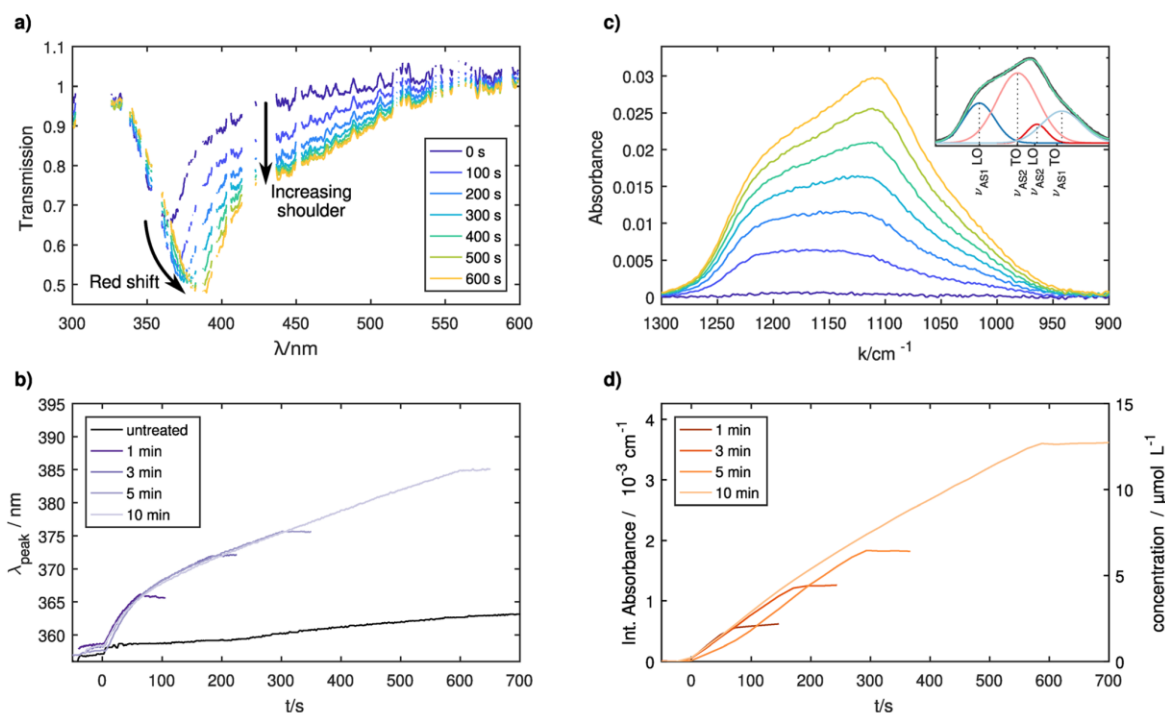 a)
1.1
1
0.9
0.8
0.7
0.6
0.5
Transmission
Increasing
shoulder
Red shift
0 s
100 s
200 s
300 s
400 s
500 s
600 s
300 350 400 450 500 550 600
λ/nm
c)
0.03
0.025
0.02
0.015
0.01
0.005
0
Absorbance
LO TO LO TO
νAS1 νAS2 νAS2 νAS1
1300 1250 1200 1150 1100 1050 1000 950 900
k/cm -1
b)
395
390
385
380
375
370
365
360
λpeak / nm
untreated
1 min
3 min
5 min
10 min
0 100 200 300 400 500 600 700
t/s
d)
4
3
2
1
0
Int. Absorbance / 10-3 cm-1
1 min
3 min
5 min
10 min
15
10
5
0
concentration / μmol L-1
0 100 200 300 400 500 600 700
t/s